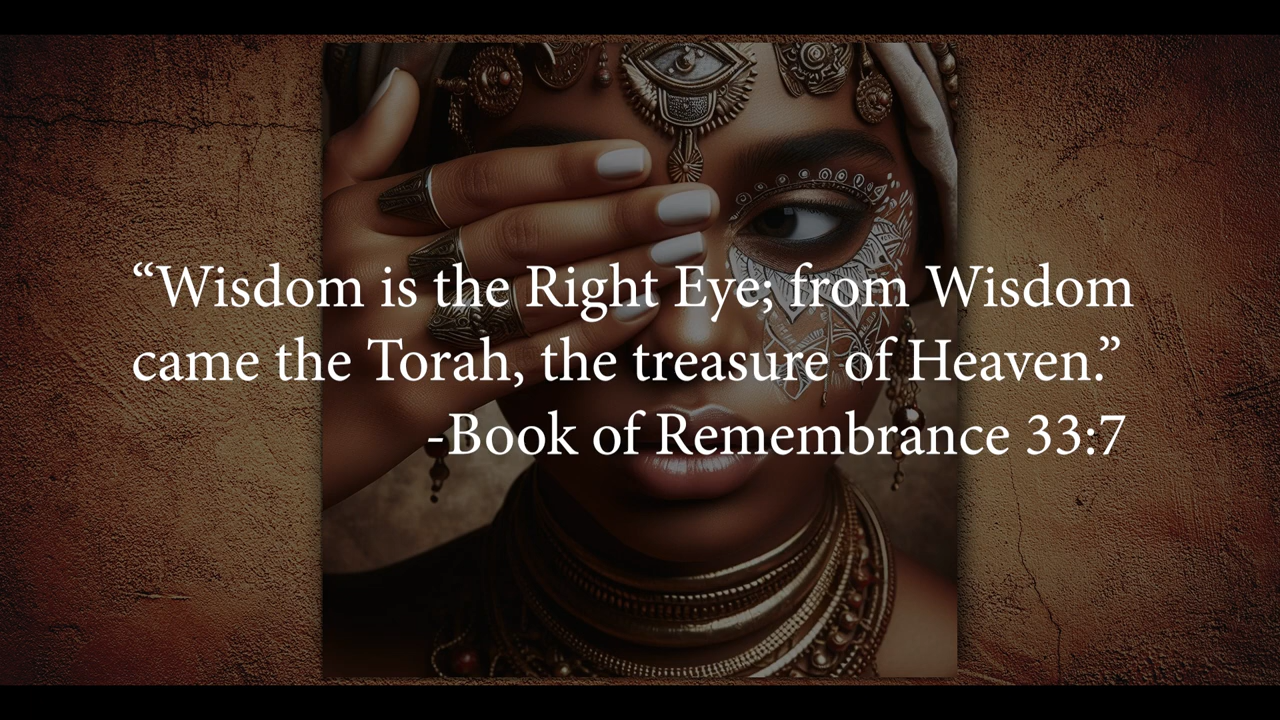 “Wisdom is the Right Eye; from Wisdom
came the Torah, the treasure of Heaven.”
-Book of Remembrance 33:7